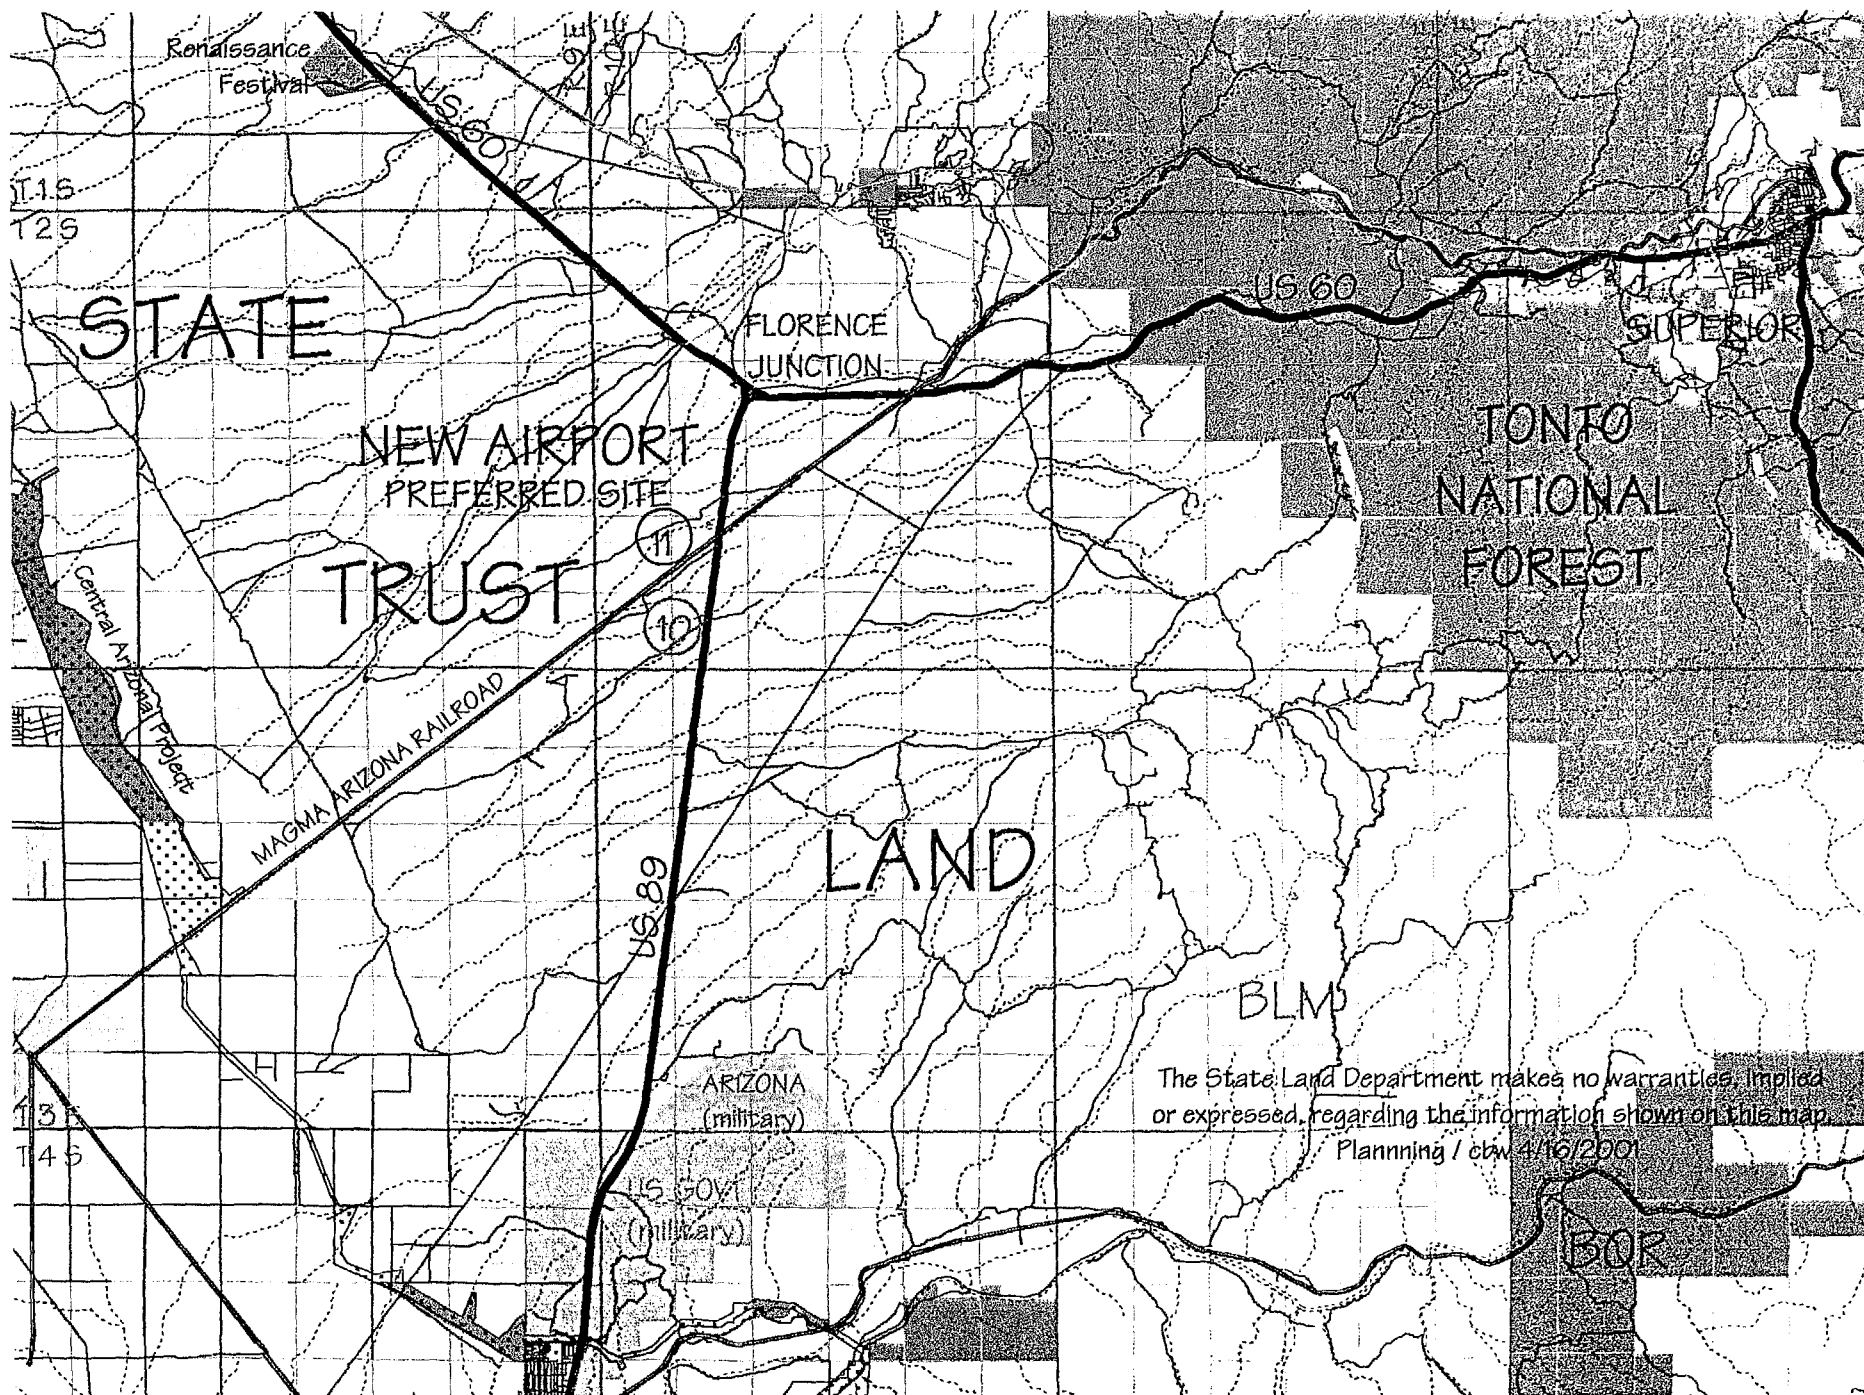 Renaissance
Festival
R 9 E
R 10 E
US 60
T 1 S
T 2 S
STATE
FLORENCE
JUNCTION
US 60
SUPERIOR
NEW AIRPORT
PREFERRED SITE
TONTO
NATIONAL
FOREST
11
TRUST
10
Central Arizona Project
MAGMA ARIZONA RAILROAD
LAND
US 89
BLM
ARIZONA
(military)
The State Land Department makes no warranties, implied
or expressed, regarding the information shown on this map.
Plannning / cbw 4/16/2001
T 3 S
T 4 S
US GOVT
(military)
BOR